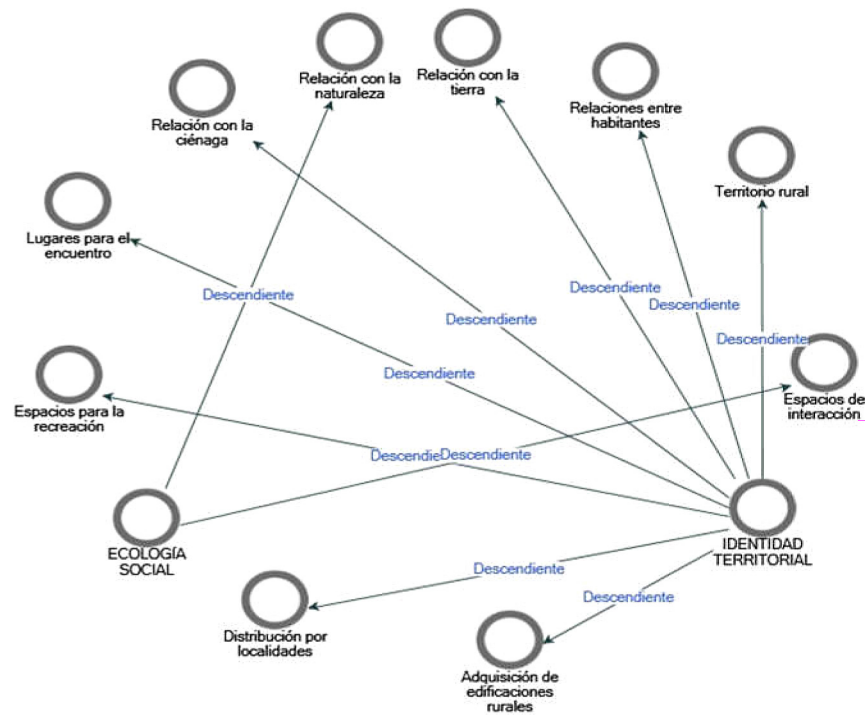 Relación con la
naturaleza
Relación con la
tierra
Relaciones entre
habitantes
Relación con la
ciénaga
Territorio rural
Lugares para el
encuentro
Descendiente
Descendiente
Descendiente
Descendiente
Descendiente
Descendiente
Espacios para la
recreación
Espacios de
interacción
Descendie
Descendiente
ECOLOGÍA
SOCIAL
IDENTIDAD
TERRITORIAL
Descendiente
Descendiente
Distribución por
localidades
Adquisición de
edificaciones
rurales